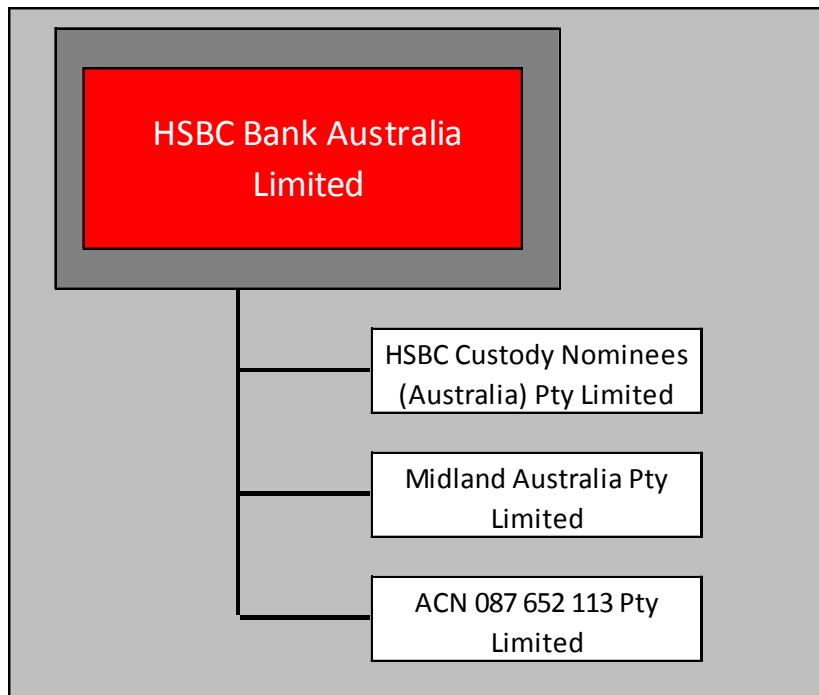 HSBC Bank Australia
Limited
HSBC Custody Nominees
(Australia) Pty Limited
Midland Australia Pty
Limited
ACN 087 652 113 Pty
Limited